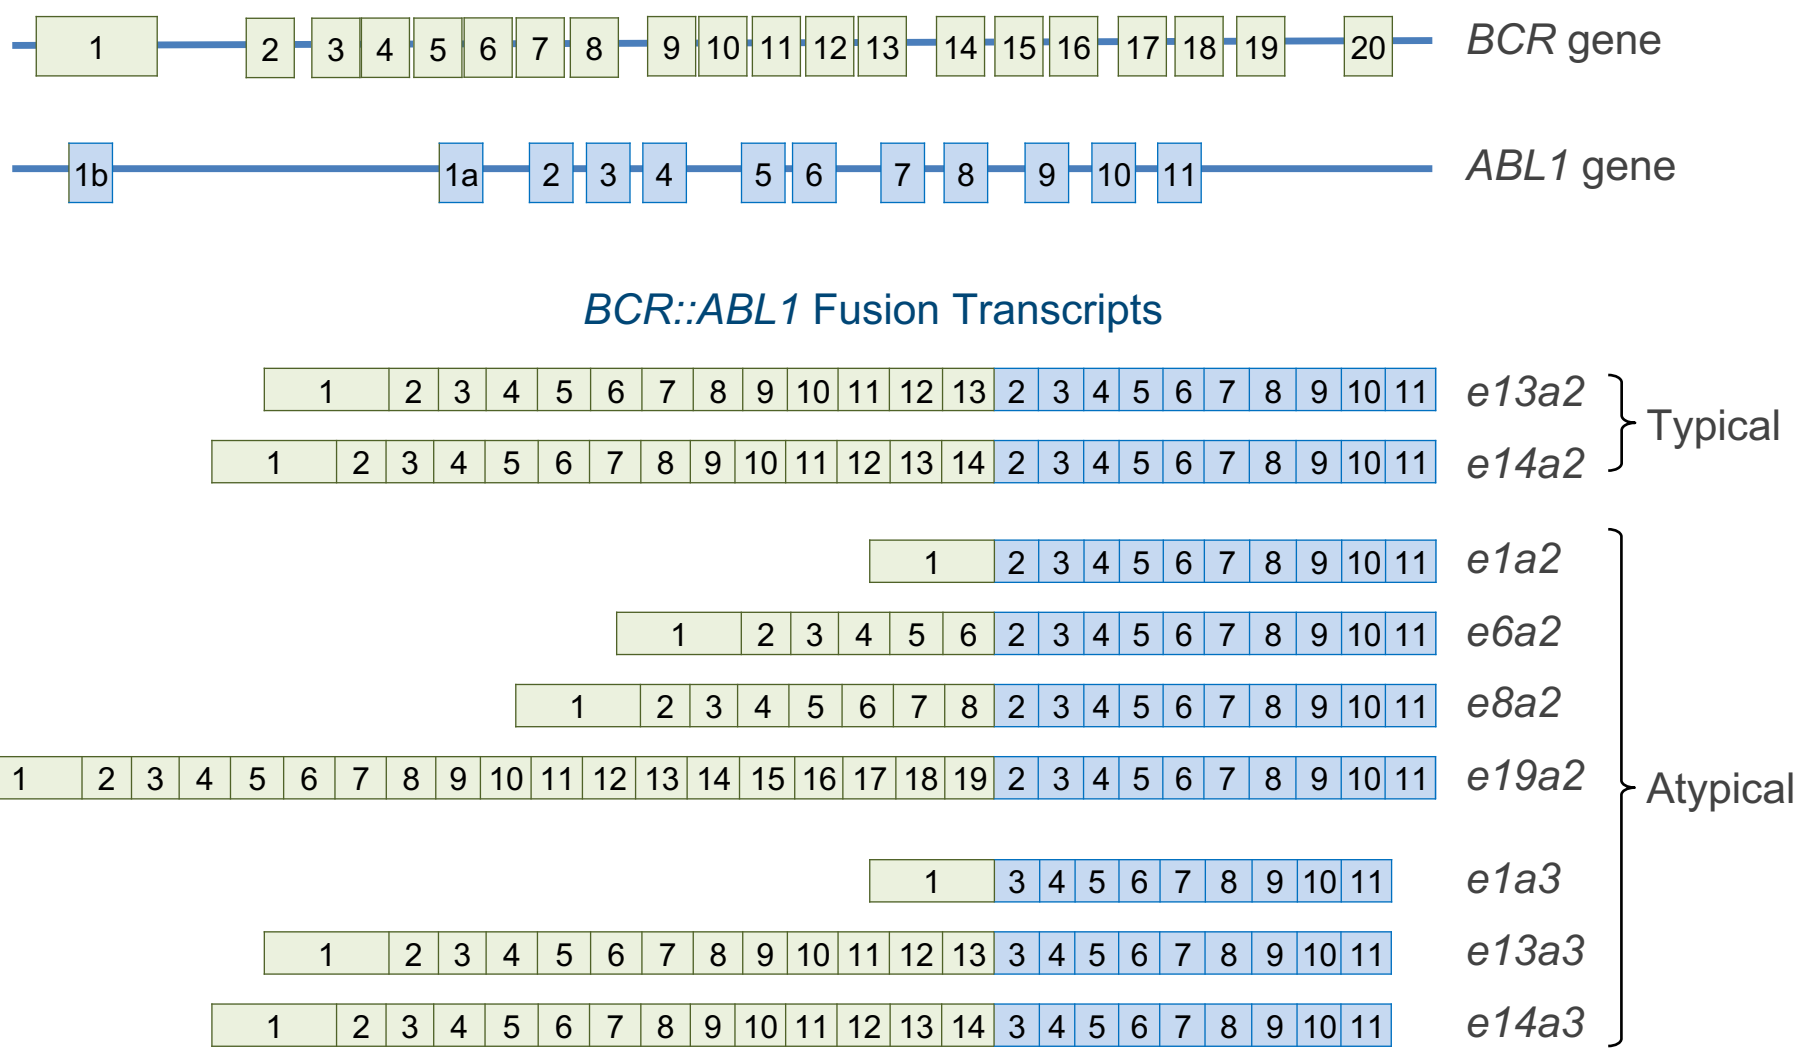 1 2 3 4 5 6 7 8 9 10 11 12 13 14 15 16 17 18 19 20 BCR gene
1b 1a 2 3 4 5 6 7 8 9 10 11 ABL1 gene
BCR::ABL1 Fusion Transcripts
1 2 3 4 5 6 7 8 9 10 11 12 13 2 3 4 5 6 7 8 9 10 11 e13a2
Typical
1 2 3 4 5 6 7 8 9 10 11 12 13 14 2 3 4 5 6 7 8 9 10 11 e14a2
1 2 3 4 5 6 7 8 9 10 11 e1a2
1 2 3 4 5 6 2 3 4 5 6 7 8 9 10 11 e6a2
1 2 3 4 5 6 7 8 2 3 4 5 6 7 8 9 10 11 e8a2
1 2 3 4 5 6 7 8 9 10 11 12 13 14 15 16 17 18 19 2 3 4 5 6 7 8 9 10 11 e19a2
Atypical
1 3 4 5 6 7 8 9 10 11 e1a3
1 2 3 4 5 6 7 8 9 10 11 12 13 3 4 5 6 7 8 9 10 11 e13a3
1 2 3 4 5 6 7 8 9 10 11 12 13 14 3 4 5 6 7 8 9 10 11 e14a3